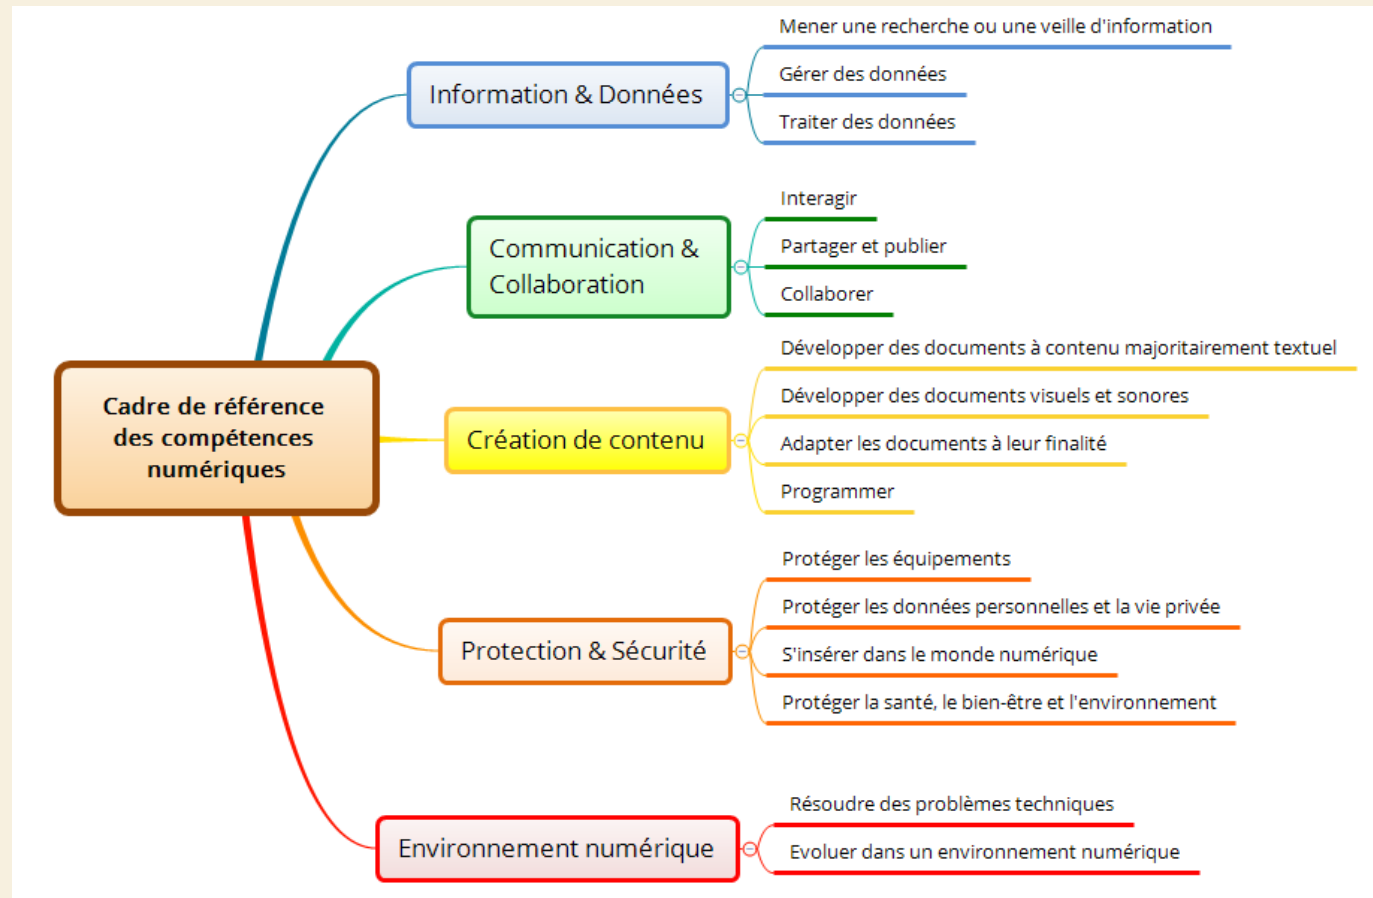 Cadre de référence
des compétences
numériques
Information & Données
Mener une recherche ou une veille d'information
Gérer des données
Traiter des données
Communication &
Collaboration
Interagir
Partager et publier
Collaborer
Création de contenu
Développer des documents à contenu majoritairement textuel
Développer des documents visuels et sonores
Adapter les documents à leur finalité
Programmer
Protection & Sécurité
Protéger les équipements
Protéger les données personnelles et la vie privée
S'insérer dans le monde numérique
Protéger la santé, le bien-être et l'environnement
Environnement numérique
Résoudre des problèmes techniques
Evoluer dans un environnement numérique